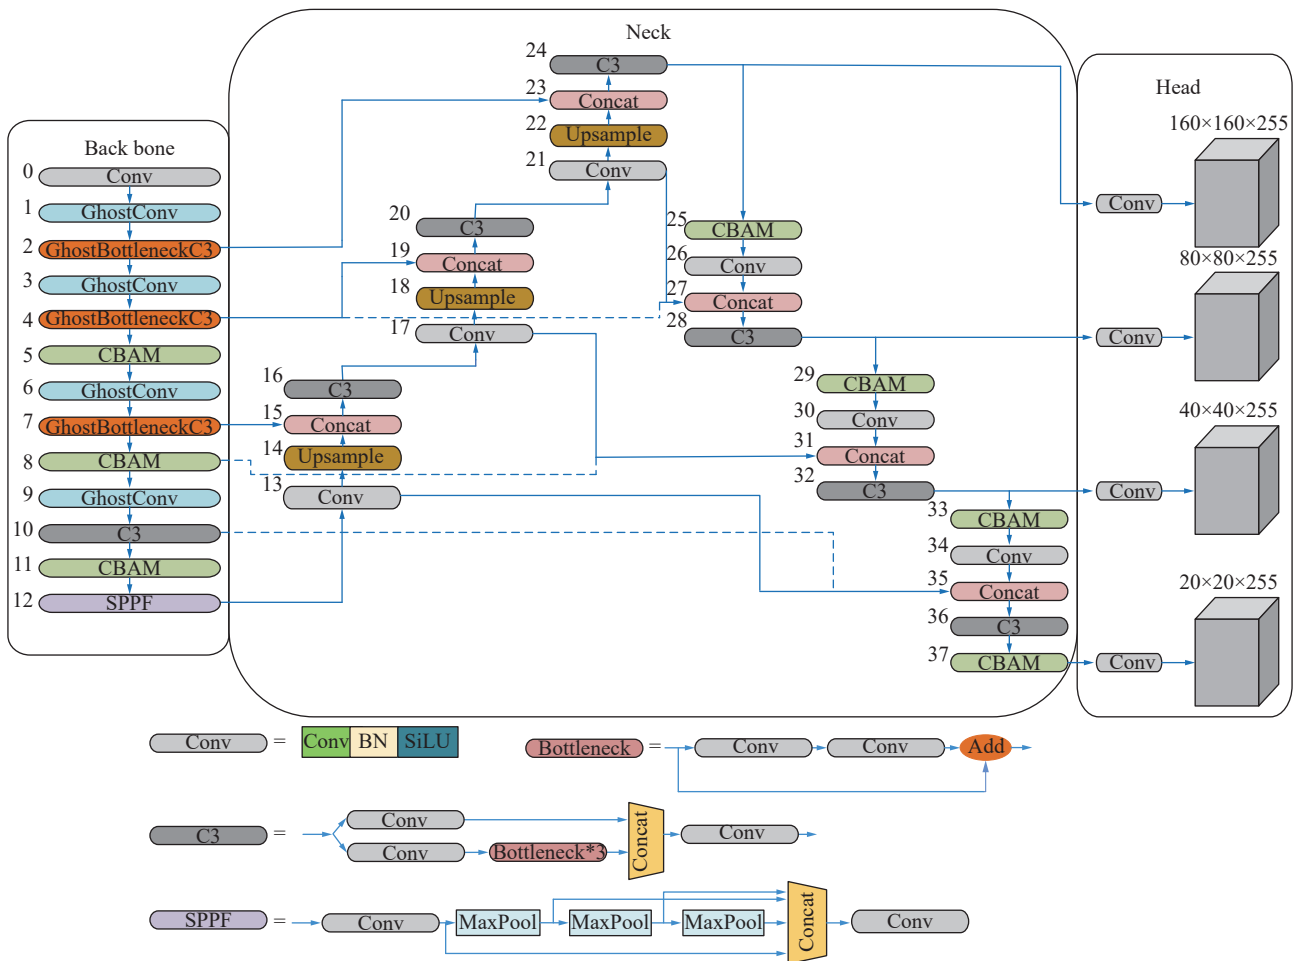 Neck
Back bone
Head
0 Conv
1 GhostConv
2 GhostBottleneckC3
3 GhostConv
4 GhostBottleneckC3
5 CBAM
6 GhostConv
7 GhostBottleneckC3
8 CBAM
9 GhostConv
10 C3
11 CBAM
12 SPPF
24 C3
23 Concat
22 Upsample
21 Conv
20 C3
19 Concat
18 Upsample
17 Conv
16 C3
15 Concat
14 Upsample
13 Conv
25 CBAM
26 Conv
27 Concat
28 C3
29 CBAM
30 Conv
31 Concat
32 C3
33 CBAM
34 Conv
35 Concat
36 C3
37 CBAM
160×160×255
Conv
80×80×255
Conv
40×40×255
Conv
20×20×255
Conv
Conv = Conv BN SiLU
Bottleneck = Conv Conv Add
C3 = Conv Conv Bottleneck*3 Concat Conv
SPPF = Conv MaxPool MaxPool MaxPool Concat Conv